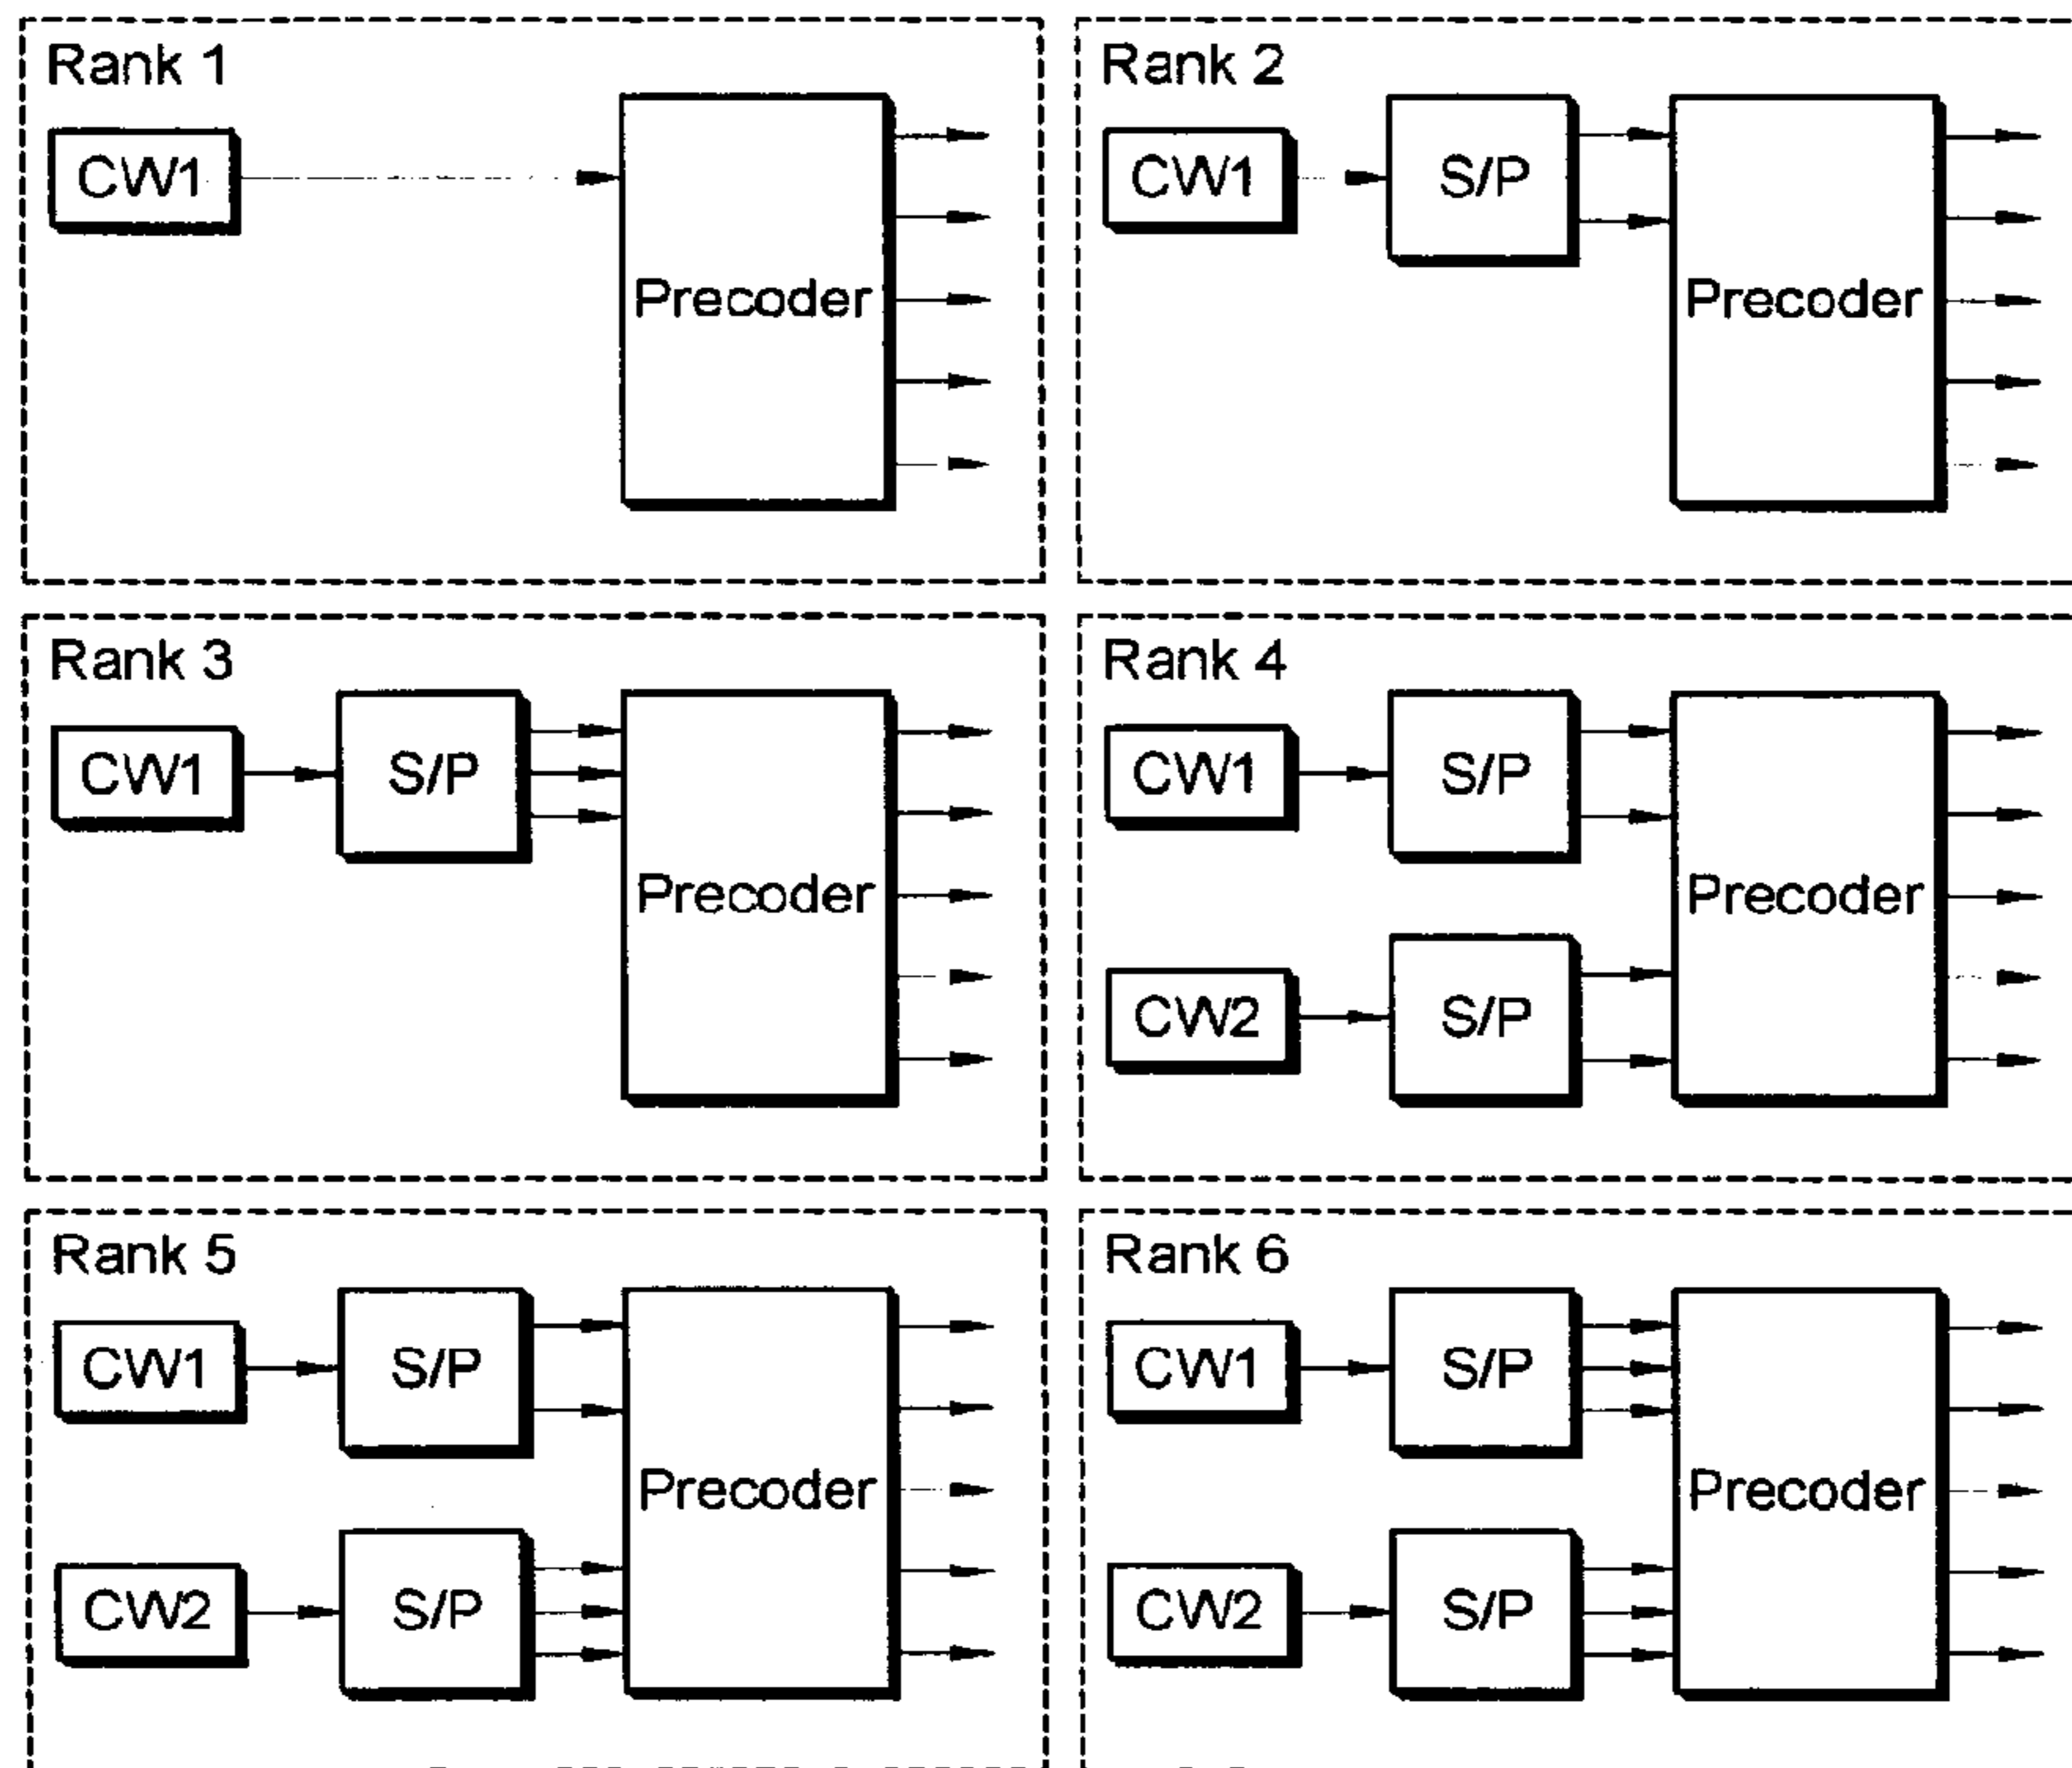 Rank 1
CW1
Precoder
Rank 2
CW1
S/P
Precoder
Rank 3
CW1
S/P
Precoder
Rank 4
CW1
S/P
Precoder
CW2
S/P
Rank 5
CW1
S/P
Precoder
CW2
S/P
Rank 6
CW1
S/P
Precoder
CW2
S/P